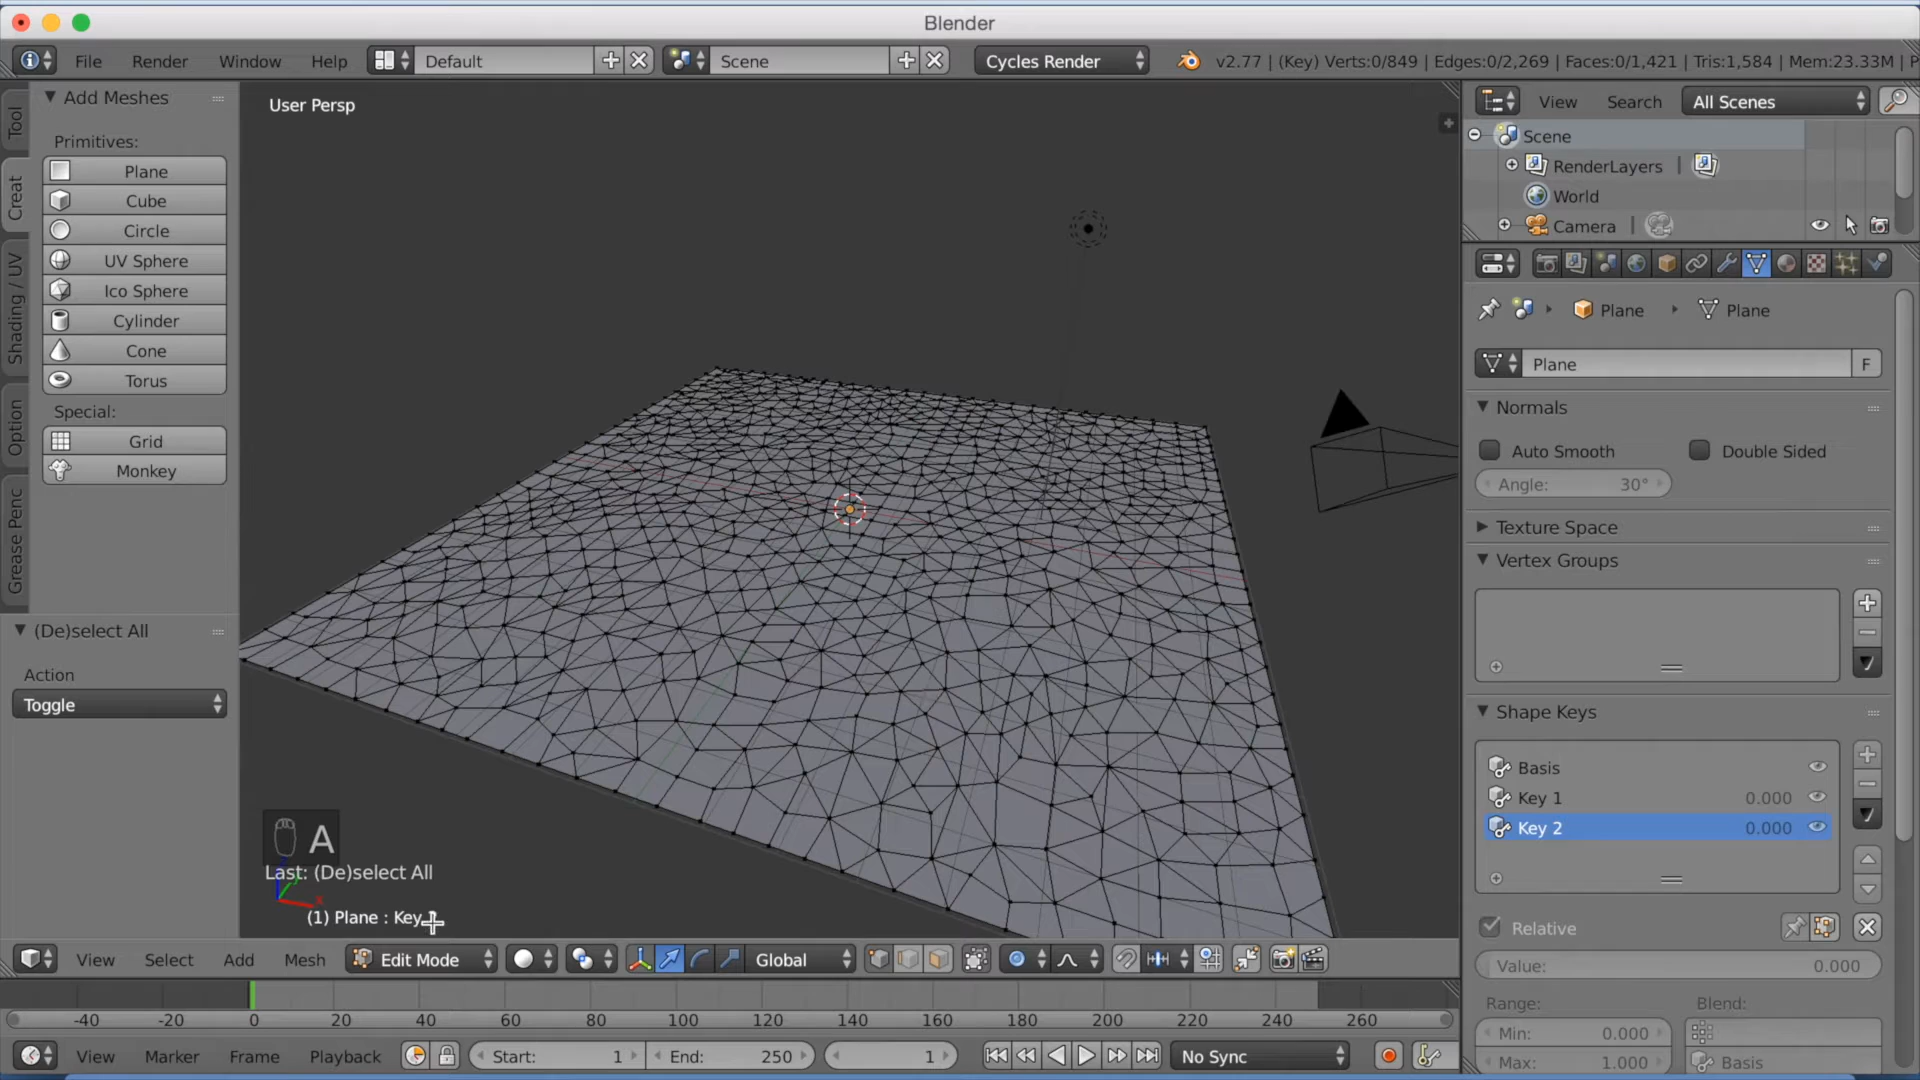 Blender
File
Render
Window
Help
Default
Scene
Cycles Render
v2.77 | (Key) Verts:0/849 | Edges:0/2,269 | Faces:0/1,421 | Tris:1,584 | Mem:23.33M | P
Tool
Creat
Shading / UV
Option
Grease Penc
Add Meshes
Primitives:
Plane
Cube
Circle
UV Sphere
Ico Sphere
Cylinder
Cone
Torus
Special:
Grid
Monkey
(De)select All
Action
Toggle
User Persp
A
Last: (De)select All
(1) Plane : Key
View
Select
Add
Mesh
Edit Mode
Global
-40 -20 0 20 40 60 80 100 120 140 160 180 200 220 240 260
View
Marker
Frame
Playback
Start: 1
End: 250
1
No Sync
View
Search
All Scenes
Scene
RenderLayers |
World
Camera |
Plane
Plane
Plane
F
Normals
Auto Smooth
Double Sided
Angle: 30°
Texture Space
Vertex Groups
Shape Keys
Basis
Key 1 0.000
Key 2 0.000
Relative
Value: 0.000
Range:
Blend:
Min: 0.000
Max: 1.000
Basis